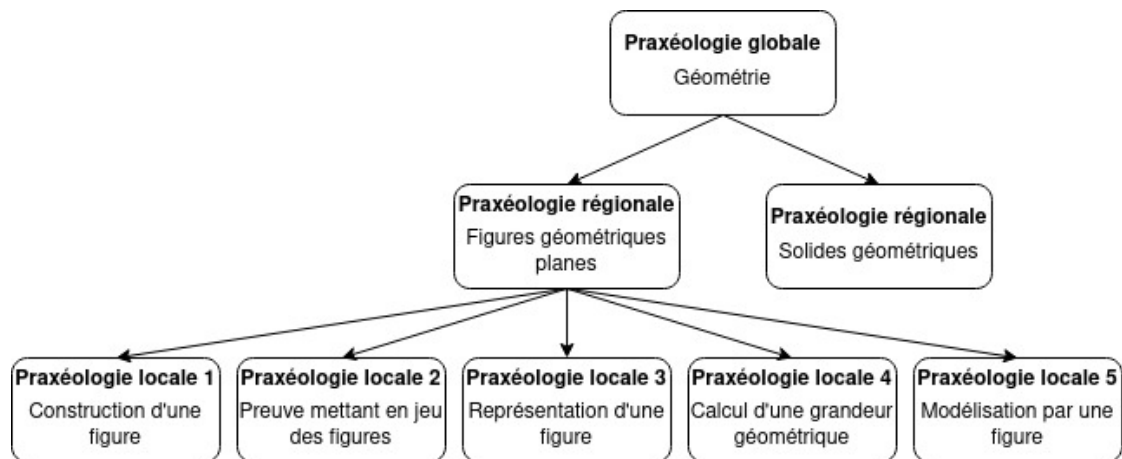 Praxéologie globale
Géométrie
Praxéologie régionale
Figures géométriques
planes
Praxéologie régionale
Solides géométriques
Praxéologie locale 1
Construction d'une
figure
Praxéologie locale 2
Preuve mettant en jeu
des figures
Praxéologie locale 3
Représentation d'une
figure
Praxéologie locale 4
Calcul d'une grandeur
géométrique
Praxéologie locale 5
Modélisation par une
figure